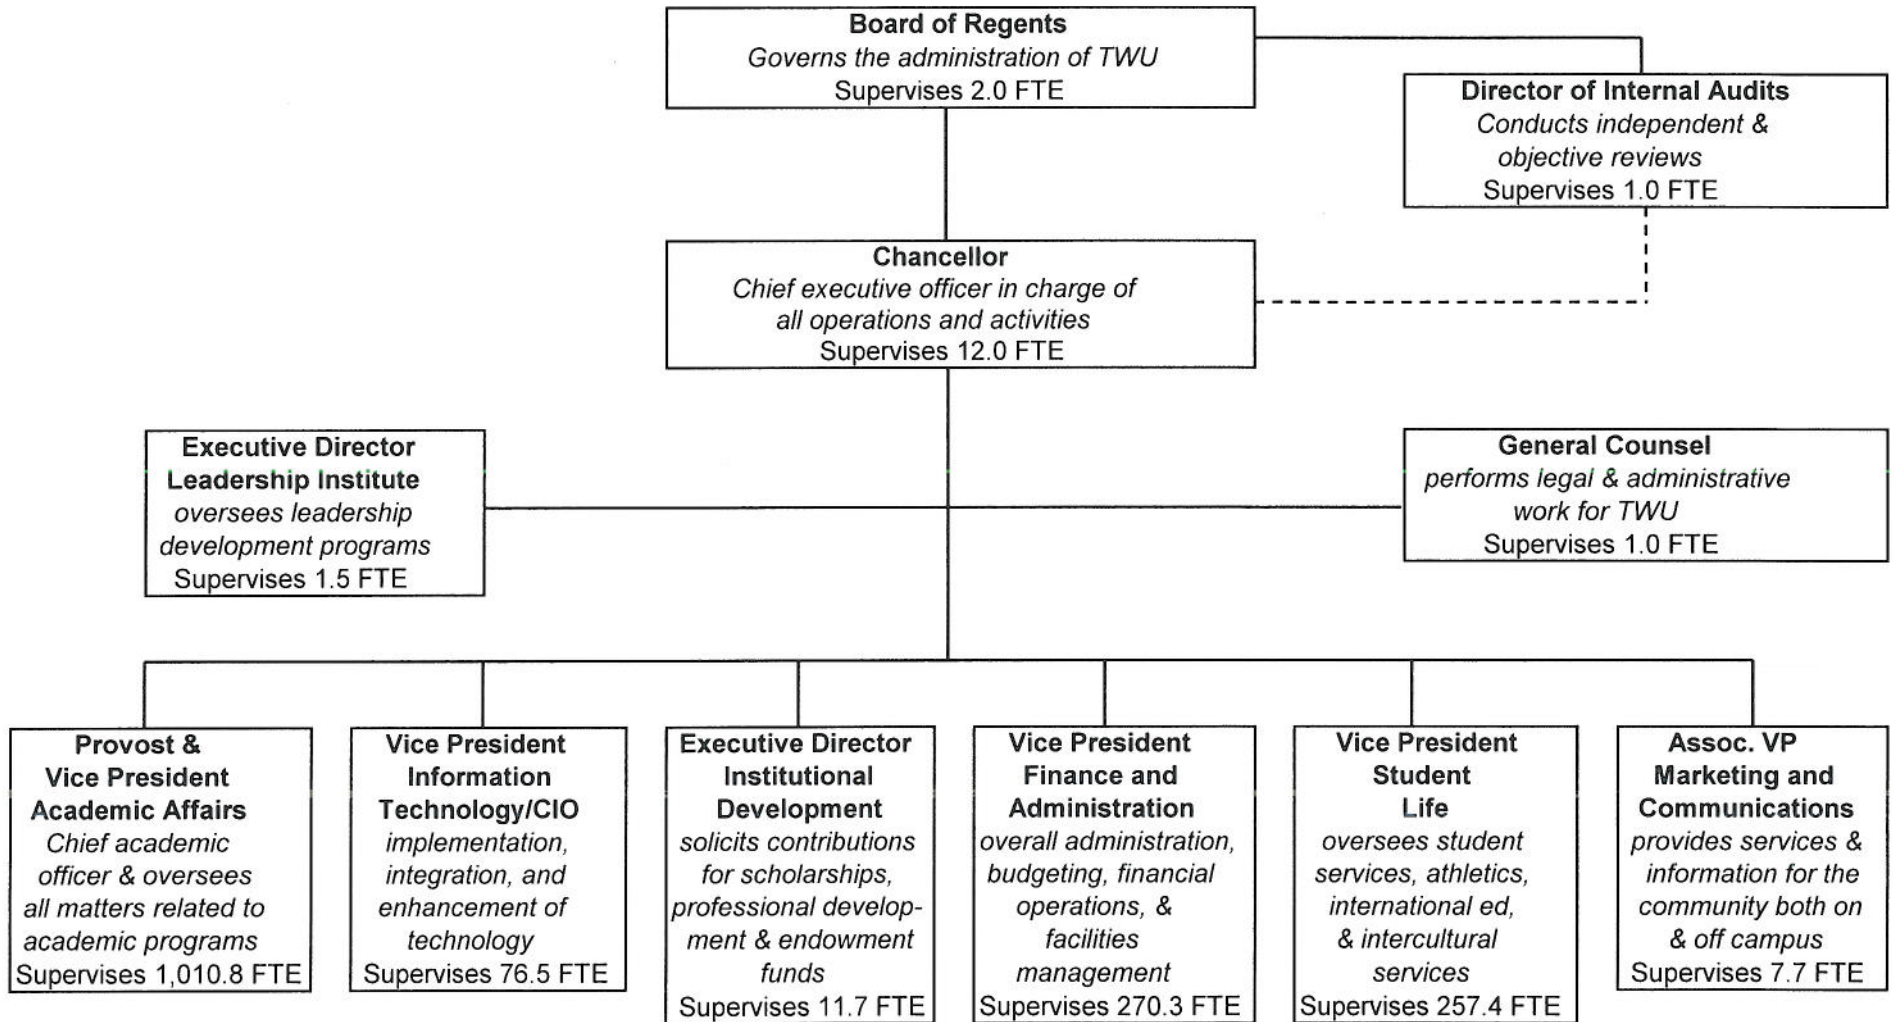 Board of Regents
Governs the administration of TWU
Supervises 2.0 FTE
Director of Internal Audits
Conducts independent &
objective reviews
Supervises 1.0 FTE
Chancellor
Chief executive officer in charge of
all operations and activities
Supervises 12.0 FTE
Executive Director
Leadership Institute
oversees leadership
development programs
Supervises 1.5 FTE
General Counsel
performs legal & administrative
work for TWU
Supervises 1.0 FTE
Provost &
Vice President
Academic Affairs
Chief academic
officer & oversees
all matters related to
academic programs
Supervises 1,010.8 FTE
Vice President
Information
Technology/CIO
implementation,
integration, and
enhancement of
technology
Supervises 76.5 FTE
Executive Director
Institutional
Development
solicits contributions
for scholarships,
professional develop-
ment & endowment
funds
Supervises 11.7 FTE
Vice President
Finance and
Administration
overall administration,
budgeting, financial
operations, &
facilities
management
Supervises 270.3 FTE
Vice President
Student
Life
oversees student
services, athletics,
international ed,
& intercultural
services
Supervises 257.4 FTE
Assoc. VP
Marketing and
Communications
provides services &
information for the
community both on
& off campus
Supervises 7.7 FTE